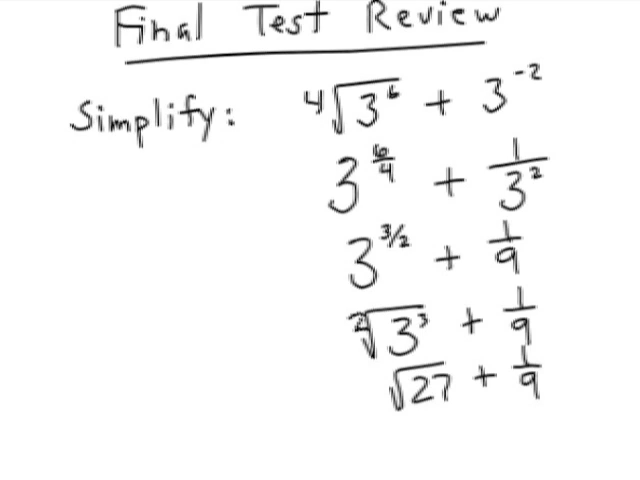 Final Test Review
Simplify: ⁴√3⁶ + 3⁻²
3^(6/4) + 1/3²
3^(3/2) + 1/9
²√3³ + 1/9
√27 + 1/9